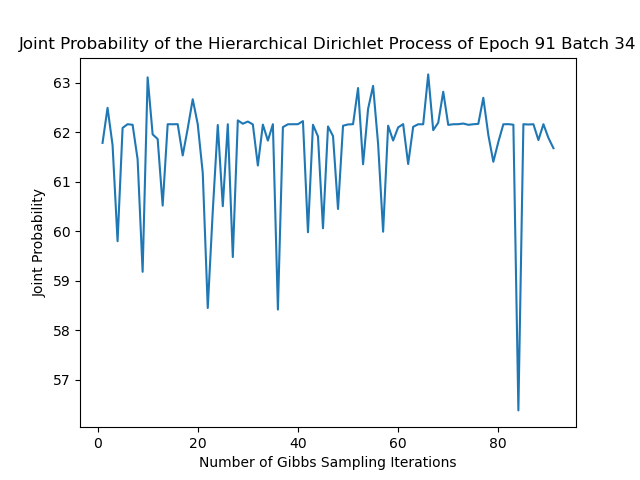 Joint Probability of the Hierarchical Dirichlet Process of Epoch 91 Batch 34
63
62
61
60
59
58
57
Joint Probability
0 20 40 60 80
Number of Gibbs Sampling Iterations